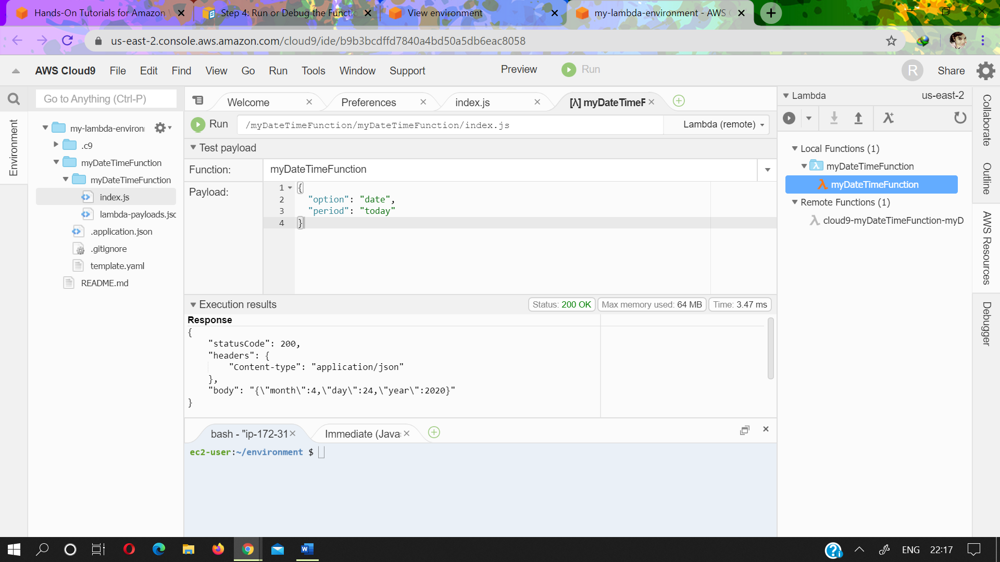 Hands-On Tutorials for Amazon
Step 4: Run or Debug the Functi
View environment
my-lambda-environment - AWS
us-east-2.console.aws.amazon.com/cloud9/ide/b9b3bcdffd7840a4bd50a5db6eac8058
AWS Cloud9 File Edit Find View Go Run Tools Window Support Preview Run R Share
Go to Anything (Ctrl-P)
Welcome
Preferences
index.js
[λ] myDateTimeF
Lambda us-east-2
Run /myDateTimeFunction/myDateTimeFunction/index.js Lambda (remote)
Environment
my-lambda-environ
.c9
myDateTimeFunction
myDateTimeFunction
index.js
lambda-payloads.jsc
.application.json
.gitignore
template.yaml
README.md
Test payload
Function: myDateTimeFunction
Payload:
1 {
2 "option": "date",
3 "period": "today"
4 }
Execution results Status: 200 OK Max memory used: 64 MB Time: 3.47 ms
Response
{
"statusCode": 200,
"headers": {
"Content-type": "application/json"
},
"body": "{\"month\":4,\"day\":24,\"year\":2020}"
}
bash - "ip-172-31
Immediate (Java
ec2-user:~/environment $
Local Functions (1)
myDateTimeFunction
myDateTimeFunction
Remote Functions (1)
cloud9-myDateTimeFunction-myD
Collaborate
Outline
AWS Resources
Debugger
ENG 22:17